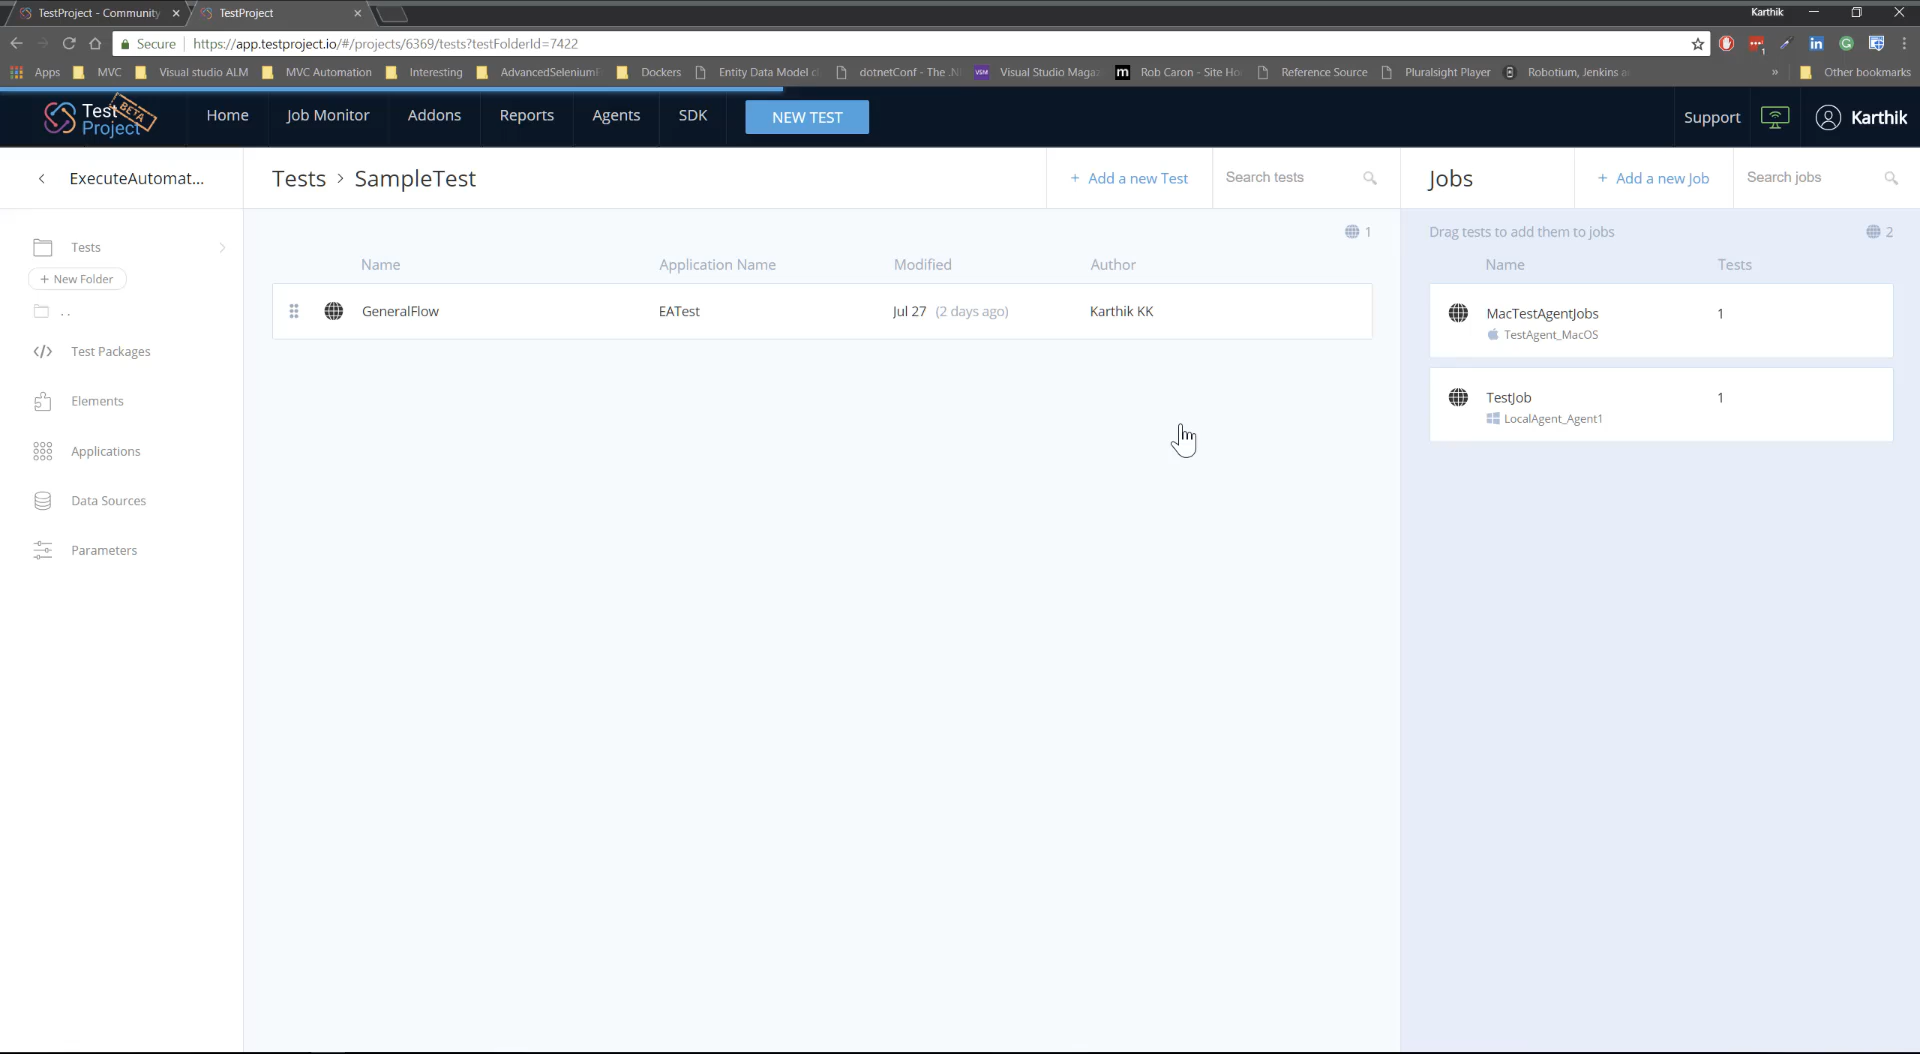 TestProject - Community
TestProject
Karthik
Secure
https://app.testproject.io/#/projects/6369/tests?testFolderId=7422
Apps
MVC
Visual studio ALM
MVC Automation
Interesting
AdvancedSelenium
Dockers
Entity Data Model
dotnetConf - The .N
Visual Studio Magaz
Rob Caron - Site Ho
Reference Source
Pluralsight Player
Robotium, Jenkins a
»
Other bookmarks
Test
Project
BETA
Home
Job Monitor
Addons
Reports
Agents
SDK
NEW TEST
Support
Karthik
ExecuteAutomat...
Tests > SampleTest
+ Add a new Test
Search tests
Jobs
+ Add a new Job
Search jobs
Tests
+ New Folder
. .
Test Packages
Elements
Applications
Data Sources
Parameters
1
Name Application Name Modified Author
GeneralFlow EATest Jul 27 (2 days ago) Karthik KK
Drag tests to add them to jobs 2
Name Tests
MacTestAgentJobs 1
TestAgent_MacOS
TestJob 1
LocalAgent_Agent1